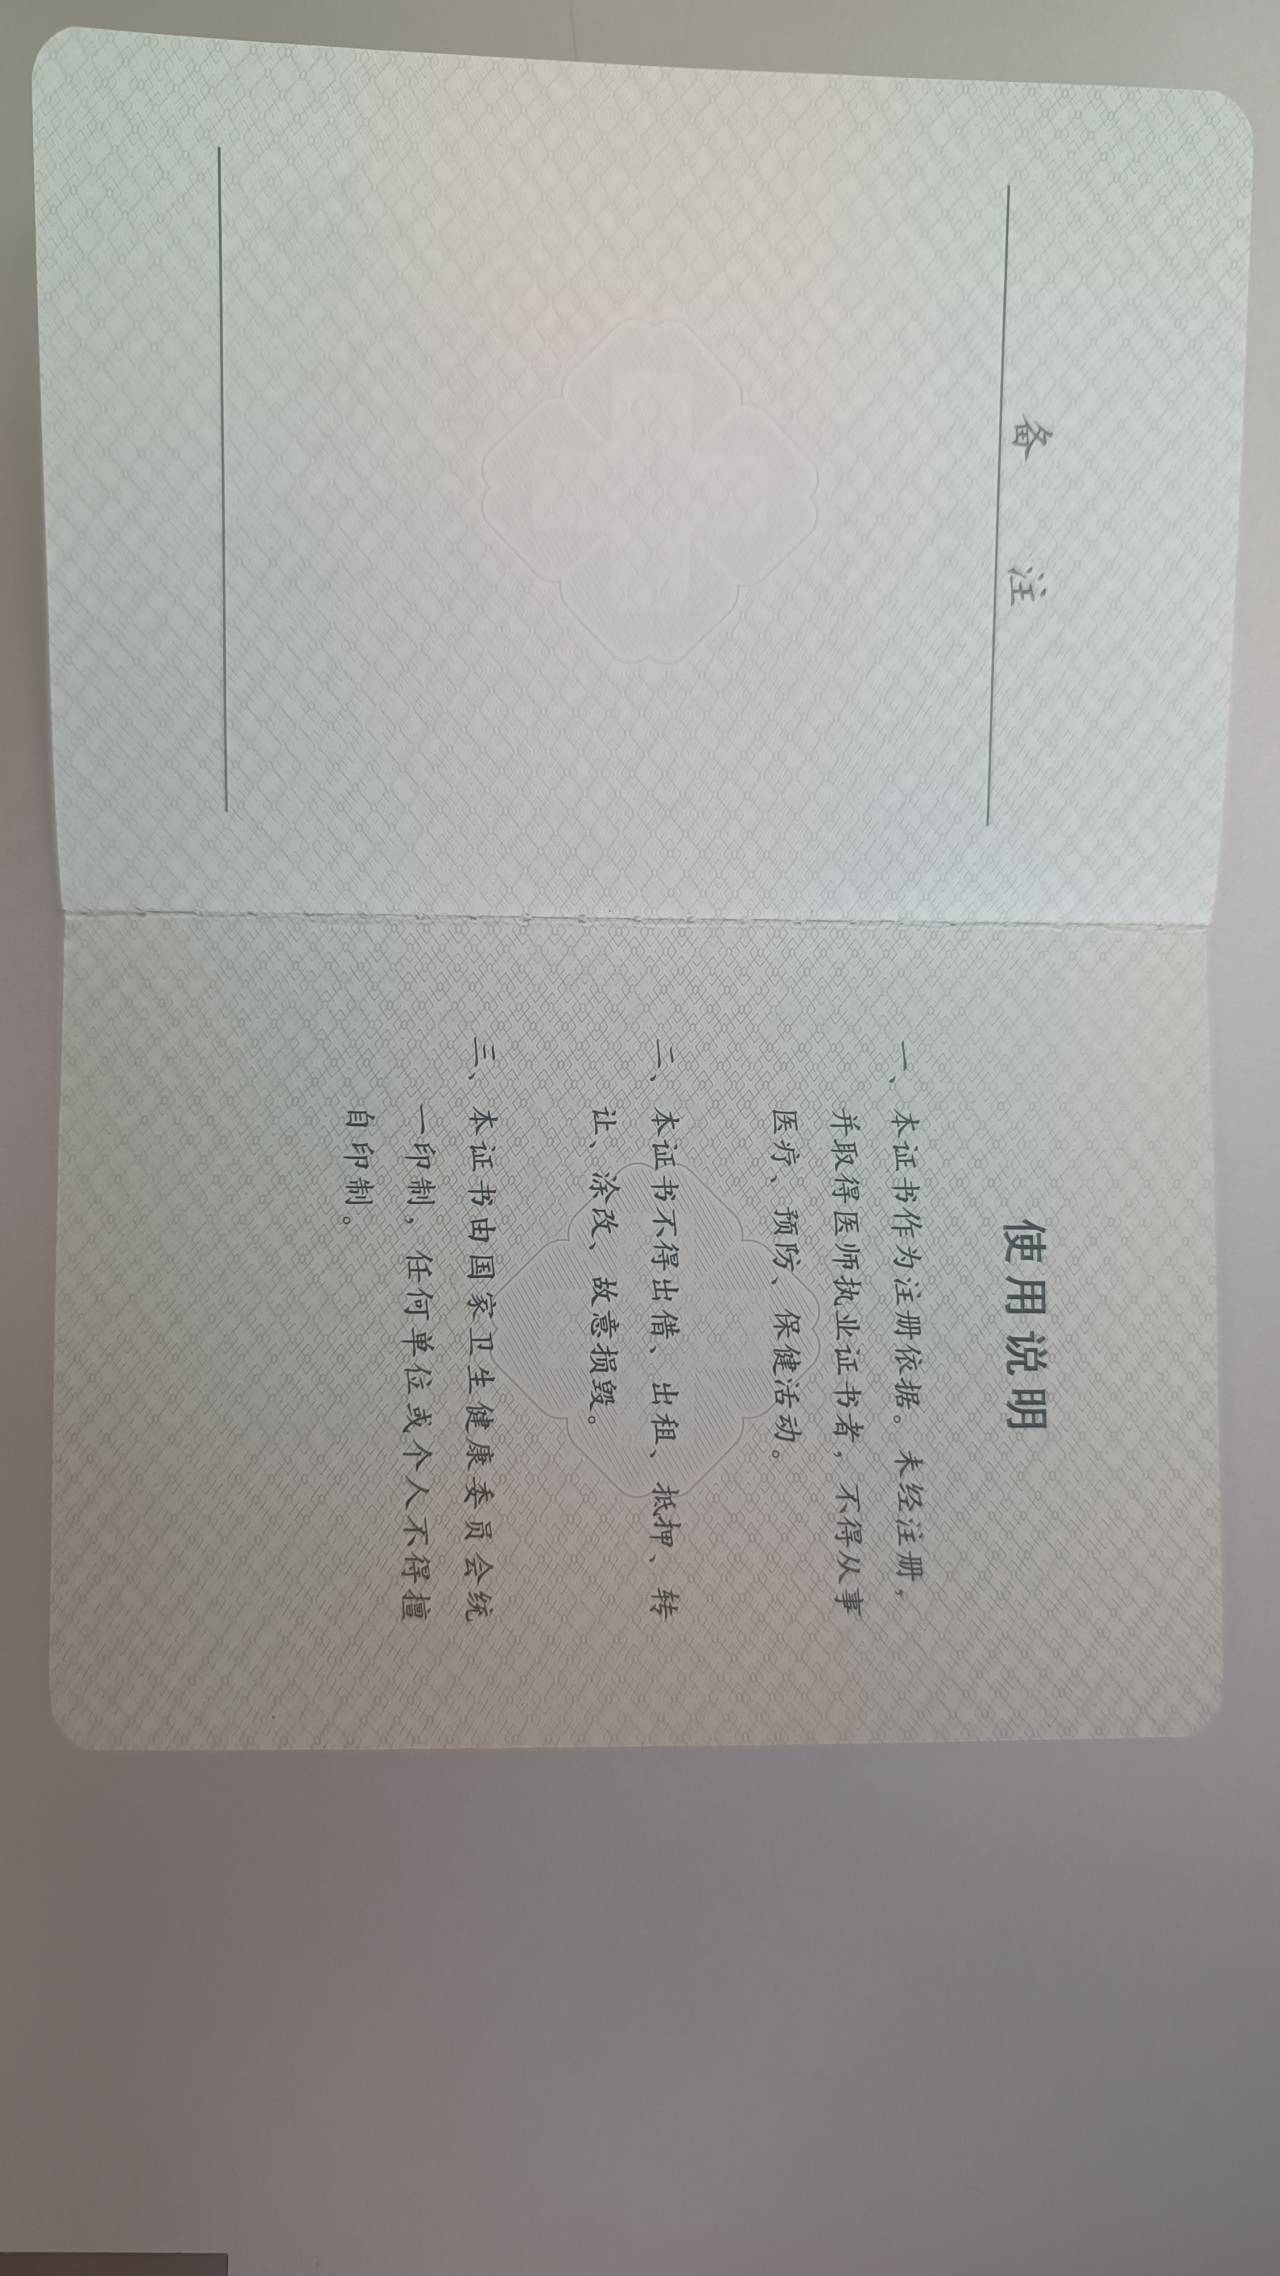 备 注
使用说明
一、本证书作为注册依据。未经注册，
并取得医师执业证书者，不得从事
医疗、预防、保健活动。
二、本证书不得出借、出租、抵押、转
让、涂改、故意损毁。
三、本证书由国家卫生健康委员会统
一印制，任何单位或个人不得擅
自印制。